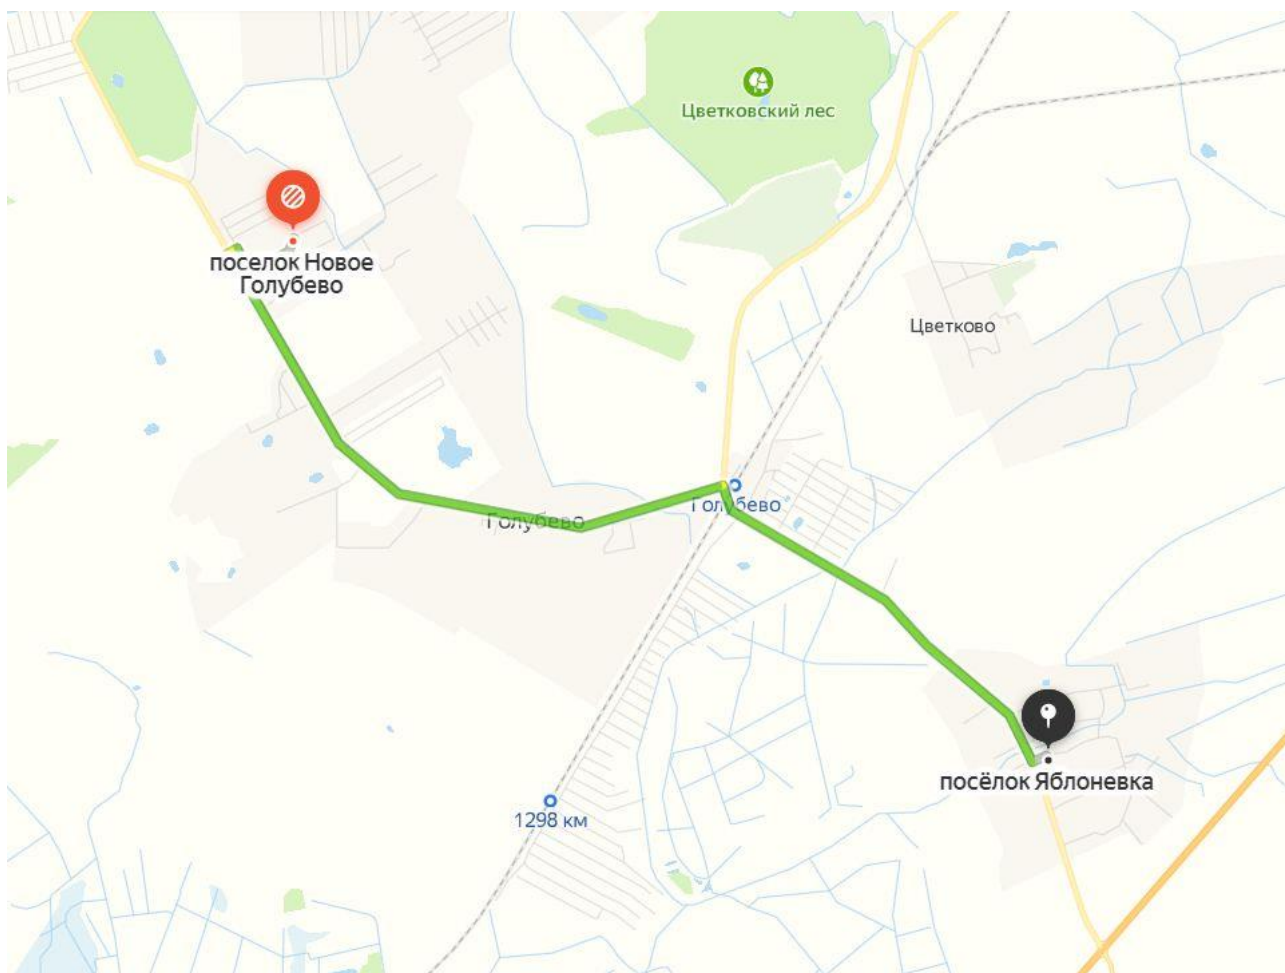 Цветковский лес
поселок Новое
Голубево
Цветково
Голубево
Голубево
посёлок Яблоневка
1298 км